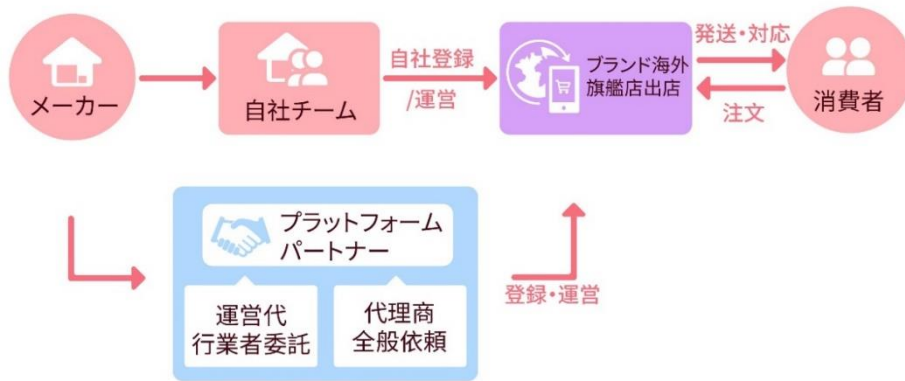 メーカー
自社チーム
自社登録
/運営
ブランド海外
旗艦店出店
発送・対応
注文
消費者
プラットフォーム
パートナー
運営代
行業者委託
代理商
全般依頼
登録・運営